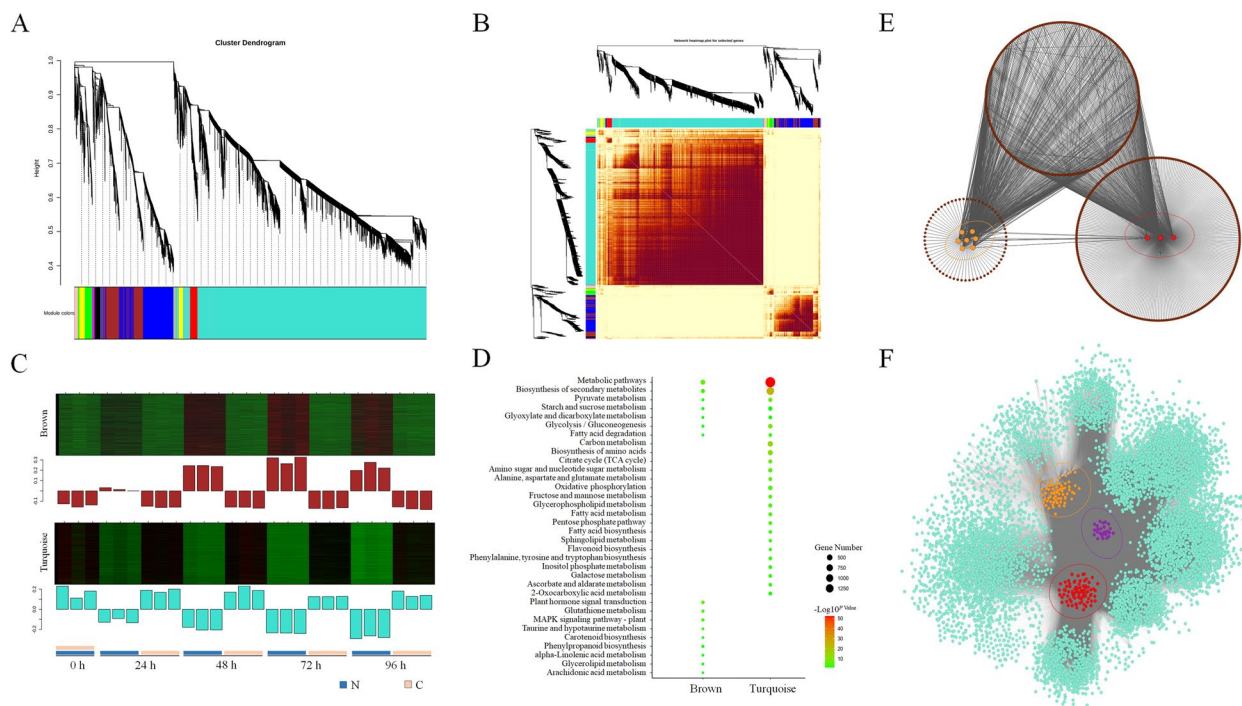 A
Cluster Dendrogram
Height
1.0
0.9
0.8
0.7
0.6
0.5
0.4
Module colors
B
Network heatmap plot for selected genes
C
Brown
0.3
0.2
0.1
-0.1
Turquoise
0.2
0.0
-0.2
0 h
24 h
48 h
72 h
96 h
N
C
D
Metabolic pathways
Biosynthesis of secondary metabolites
Pyruvate metabolism
Starch and sucrose metabolism
Glyoxylate and dicarboxylate metabolism
Glycolysis / Gluconeogenesis
Fatty acid degradation
Carbon metabolism
Biosynthesis of amino acids
Citrate cycle (TCA cycle)
Amino sugar and nucleotide sugar metabolism
Alanine, aspartate and glutamate metabolism
Oxidative phosphorylation
Fructose and mannose metabolism
Glycerophospholipid metabolism
Fatty acid metabolism
Pentose phosphate pathway
Fatty acid biosynthesis
Sphingolipid metabolism
Flavonoid biosynthesis
Phenylalanine, tyrosine and tryptophan biosynthesis
Inositol phosphate metabolism
Galactose metabolism
Ascorbate and aldarate metabolism
2-Oxocarboxylic acid metabolism
Plant hormone signal transduction
Glutathione metabolism
MAPK signaling pathway - plant
Taurine and hypotaurine metabolism
Carotenoid biosynthesis
Phenylpropanoid biosynthesis
alpha-Linolenic acid metabolism
Glycerolipid metabolism
Arachidonic acid metabolism
Brown
Turquoise
Gene Number
500
750
1000
1250
-Log10P Value
50
40
30
20
10
E
F